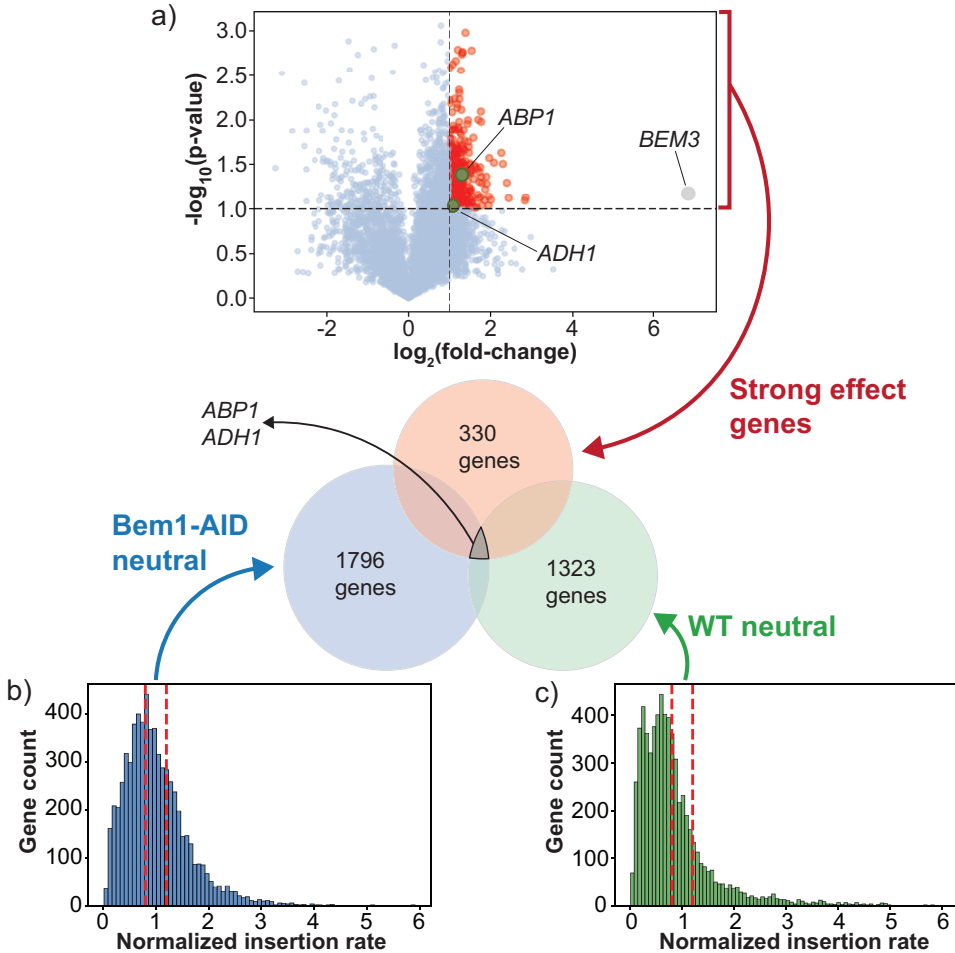 a)
3.0
2.5
2.0
1.5
1.0
0.5
0.0
-log10(p-value)
ABP1
BEM3
ADH1
-2
0
2
4
6
log2(fold-change)
Strong effect
genes
ABP1
ADH1
330
genes
Bem1-AID
neutral
1796
genes
1323
genes
WT neutral
b)
400
300
200
100
0
Gene count
0
1
2
3
4
5
6
Normalized insertion rate
c)
400
300
200
100
0
Gene count
0
1
2
3
4
5
6
Normalized insertion rate